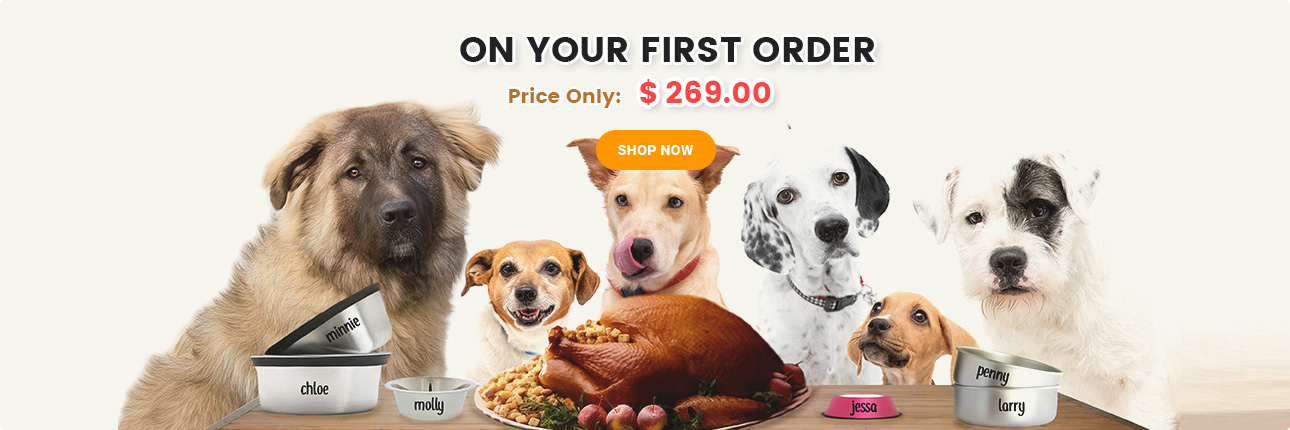 ON YOUR FIRST ORDER
Price Only: $ 269.00
SHOP NOW
minnie
chloe
molly
jessa
penny
larry